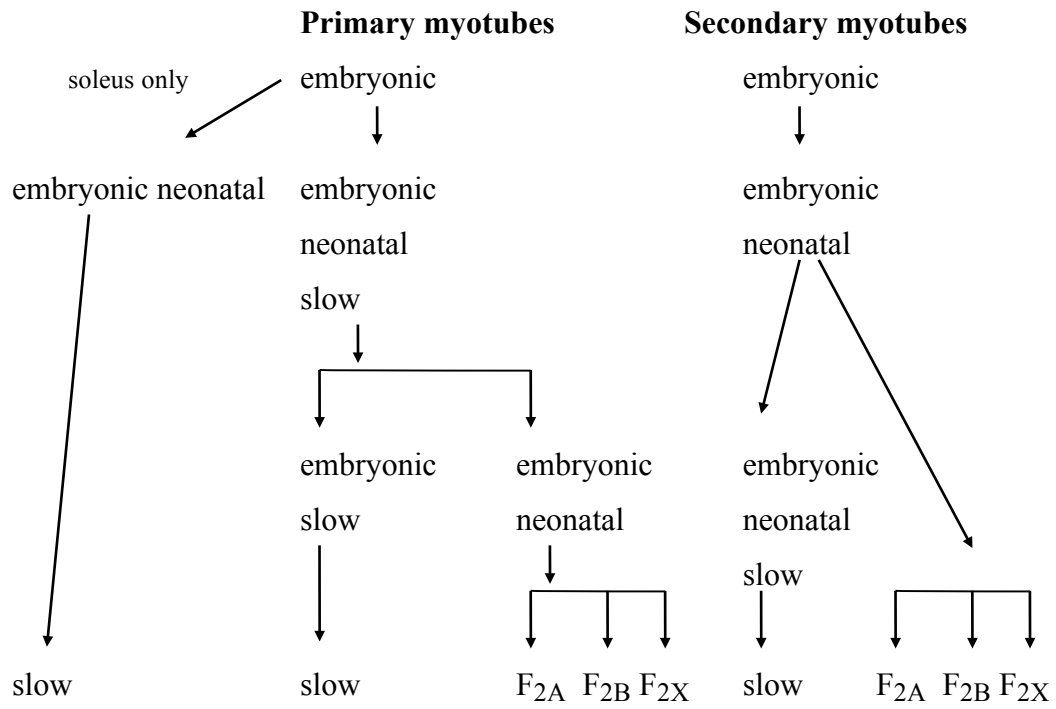 Primary myotubes Secondary myotubes
soleus only embryonic embryonic
embryonic neonatal embryonic embryonic
neonatal neonatal
slow
embryonic embryonic embryonic
slow neonatal neonatal
slow
slow slow F2A F2B F2X slow F2A F2B F2X